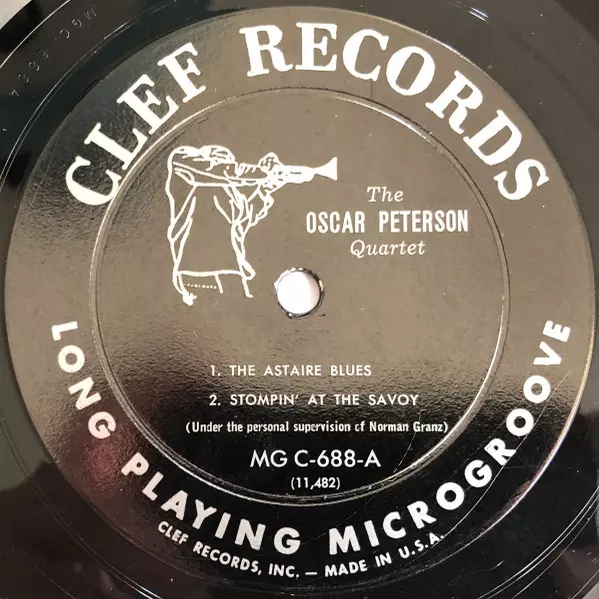 CLEF RECORDS
The
OSCAR PETERSON
Quartet
1. THE ASTAIRE BLUES
2. STOMPIN' AT THE SAVOY
(Under the personal supervision of Norman Granz)
MG C-688-A
(11,482)
LONG PLAYING MICROGROOVE
CLEF RECORDS, INC. — MADE IN U.S.A.